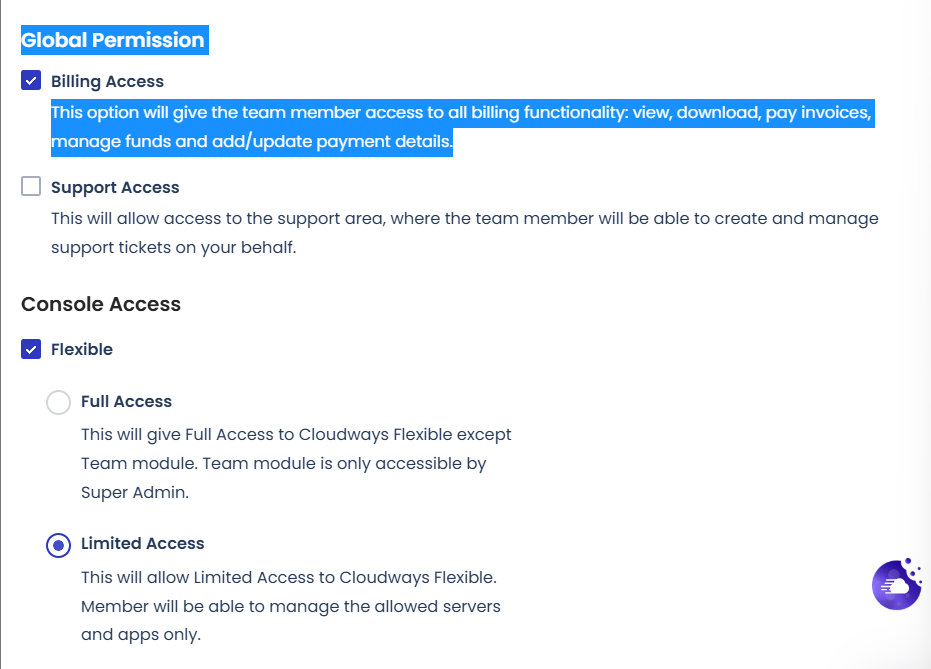 Global Permission
Billing Access
This option will give the team member access to all billing functionality: view, download, pay invoices,
manage funds and add/update payment details.
Support Access
This will allow access to the support area, where the team member will be able to create and manage
support tickets on your behalf.
Console Access
Flexible
Full Access
This will give Full Access to Cloudways Flexible except
Team module. Team module is only accessible by
Super Admin.
Limited Access
This will allow Limited Access to Cloudways Flexible.
Member will be able to manage the allowed servers
and apps only.